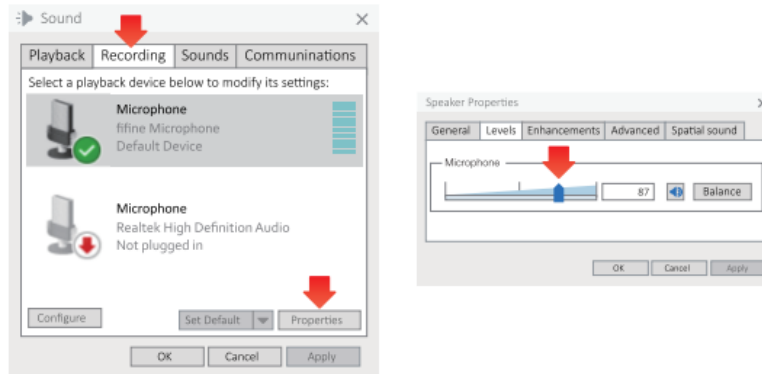 Sound
Playback Recording Sounds Communinations
Select a playback device below to modify its settings:
Microphone
fifine Microphone
Default Device
Microphone
Realtek High Definition Audio
Not plugged in
Configure Set Default Properties
OK Cancel Apply
Speaker Properties
General Levels Enhancements Advanced Spatial sound
Microphone
87 Balance
OK Cancel Apply